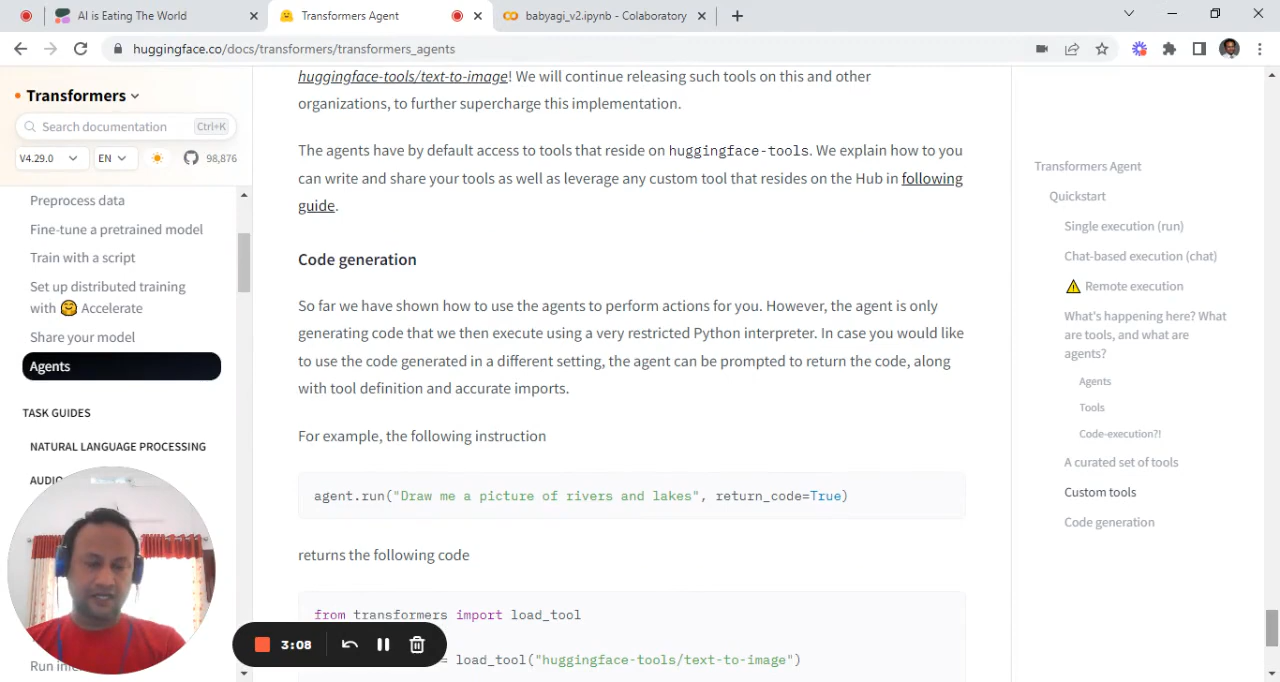 AI is Eating The World
Transformers Agent
babyagi_v2.ipynb - Colaboratory
huggingface.co/docs/transformers/transformers_agents
Transformers
Search documentation
Ctrl+K
V4.29.0
EN
98,876
Preprocess data
Fine-tune a pretrained model
Train with a script
Set up distributed training
with 🤗 Accelerate
Share your model
Agents
TASK GUIDES
NATURAL LANGUAGE PROCESSING
AUDIO
huggingface-tools/text-to-image! We will continue releasing such tools on this and other
organizations, to further supercharge this implementation.
The agents have by default access to tools that reside on huggingface-tools. We explain how to you
can write and share your tools as well as leverage any custom tool that resides on the Hub in following
guide.
Code generation
So far we have shown how to use the agents to perform actions for you. However, the agent is only
generating code that we then execute using a very restricted Python interpreter. In case you would like
to use the code generated in a different setting, the agent can be prompted to return the code, along
with tool definition and accurate imports.
For example, the following instruction
agent.run("Draw me a picture of rivers and lakes", return_code=True)
returns the following code
from transformers import load_tool
= load_tool("huggingface-tools/text-to-image")
3:08
Run
Transformers Agent
Quickstart
Single execution (run)
Chat-based execution (chat)
⚠️ Remote execution
What's happening here? What
are tools, and what are
agents?
Agents
Tools
Code-execution?!
A curated set of tools
Custom tools
Code generation